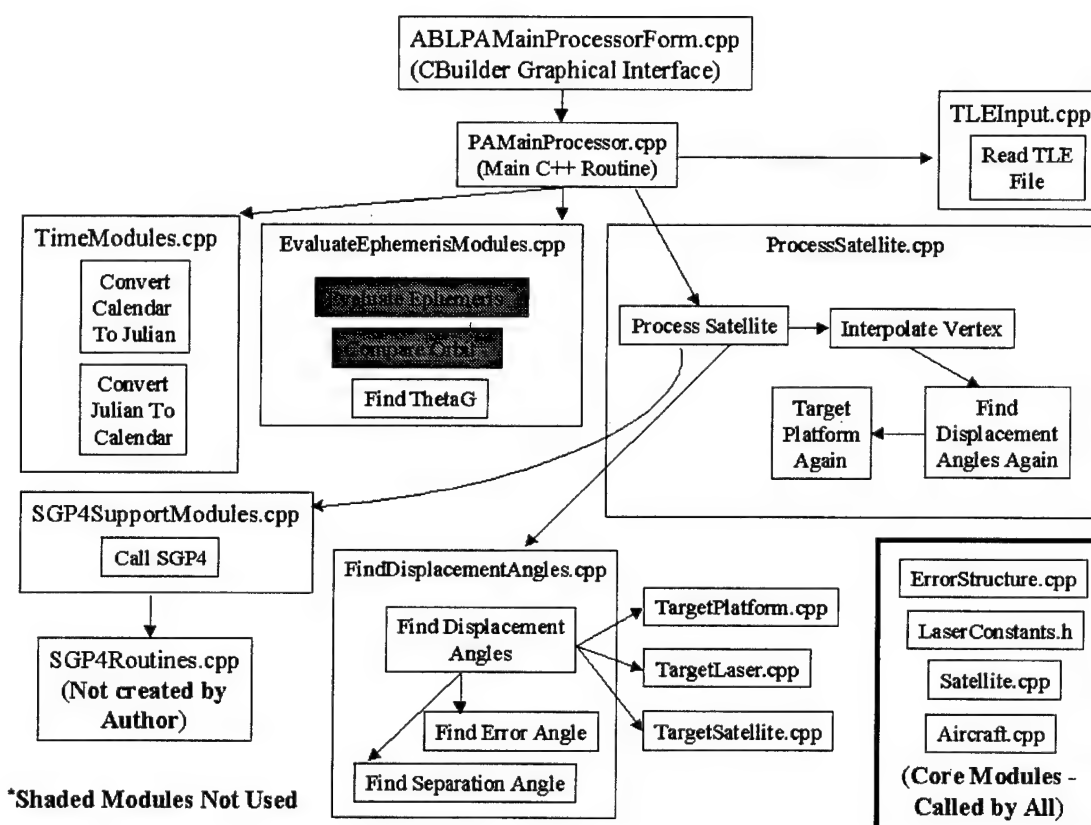 ABLPAMainProcessorForm.cpp
(CBuilder Graphical Interface)
PAMainProcessor.cpp
(Main C++ Routine)
TLEInput.cpp
Read TLE
File
TimeModules.cpp
Convert
Calendar
To Julian
Convert
Julian To
Calendar
EvaluateEphemerisModules.cpp
Evaluate Ephemeris
Compare Orbit
Find ThetaG
ProcessSatellite.cpp
Process Satellite
Interpolate Vertex
Target
Platform
Again
Find
Displacement
Angles Again
SGP4SupportModules.cpp
Call SGP4
SGP4Routines.cpp
(Not created by
Author)
FindDisplacementAngles.cpp
Find Displacement
Angles
Find Error Angle
Find Separation Angle
TargetPlatform.cpp
TargetLaser.cpp
TargetSatellite.cpp
ErrorStructure.cpp
LaserConstants.h
Satellite.cpp
Aircraft.cpp
(Core Modules -
Called by All)
*Shaded Modules Not Used